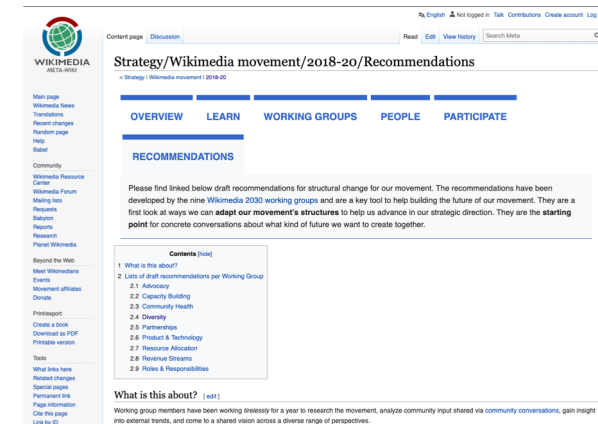 English Not logged in Talk Contributions Create account Log
Content page Discussion Read Edit View history Search Meta
WIKIMEDIA
META-WIKI
Strategy/Wikimedia movement/2018-20/Recommendations
< Strategy | Wikimedia movement | 2018-20
Main page
Wikimedia News
Translations
Recent changes
Random page
Help
Babel
Community
Wikimedia Resource
Center
Wikimedia Forum
Mailing lists
Requests
Babylon
Reports
Research
Planet Wikimedia
Beyond the Web
Meet Wikimedians
Events
Movement affiliates
Donate
Print/export
Create a book
Download as PDF
Printable version
Tools
What links here
Related changes
Special pages
Permanent link
Page information
Cite this page
Link by ID
OVERVIEW LEARN WORKING GROUPS PEOPLE PARTICIPATE
RECOMMENDATIONS
Please find linked below draft recommendations for structural change for our movement. The recommendations have been
developed by the nine Wikimedia 2030 working groups and are a key tool to help building the future of our movement. They are a
first look at ways we can adapt our movement's structures to help us advance in our strategic direction. They are the starting
point for concrete conversations about what kind of future we want to create together.
Contents [hide]
1 What is this about?
2 Lists of draft recommendations per Working Group
2.1 Advocacy
2.2 Capacity Building
2.3 Community Health
2.4 Diversity
2.5 Partnerships
2.6 Product & Technology
2.7 Resource Allocation
2.8 Revenue Streams
2.9 Roles & Responsibilities
What is this about? [ edit ]
Working group members have been working tirelessly for a year to research the movement, analyze community input shared via community conversations, gain insight
into external trends, and come to a shared vision across a diverse range of perspectives.